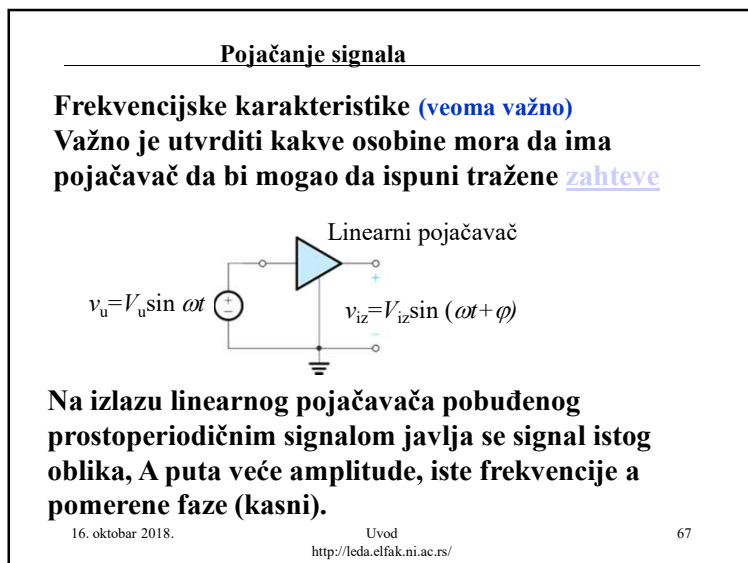 Pojačanje signala
Frekvencijske karakteristike (veoma važno)
Važno je utvrditi kakve osobine mora da ima
pojačavač da bi mogao da ispuni tražene zahteve
Linearni pojačavač
+
vᵤ=Vᵤsin ωt
+
−
v_iz=V_izsin (ωt+φ)
−
Na izlazu linearnog pojačavača pobuđenog
prostoperiodičnim signalom javlja se signal istog
oblika, A puta veće amplitude, iste frekvencije a
pomerene faze (kasni).
16. oktobar 2018.
Uvod
http://leda.elfak.ni.ac.rs/
67